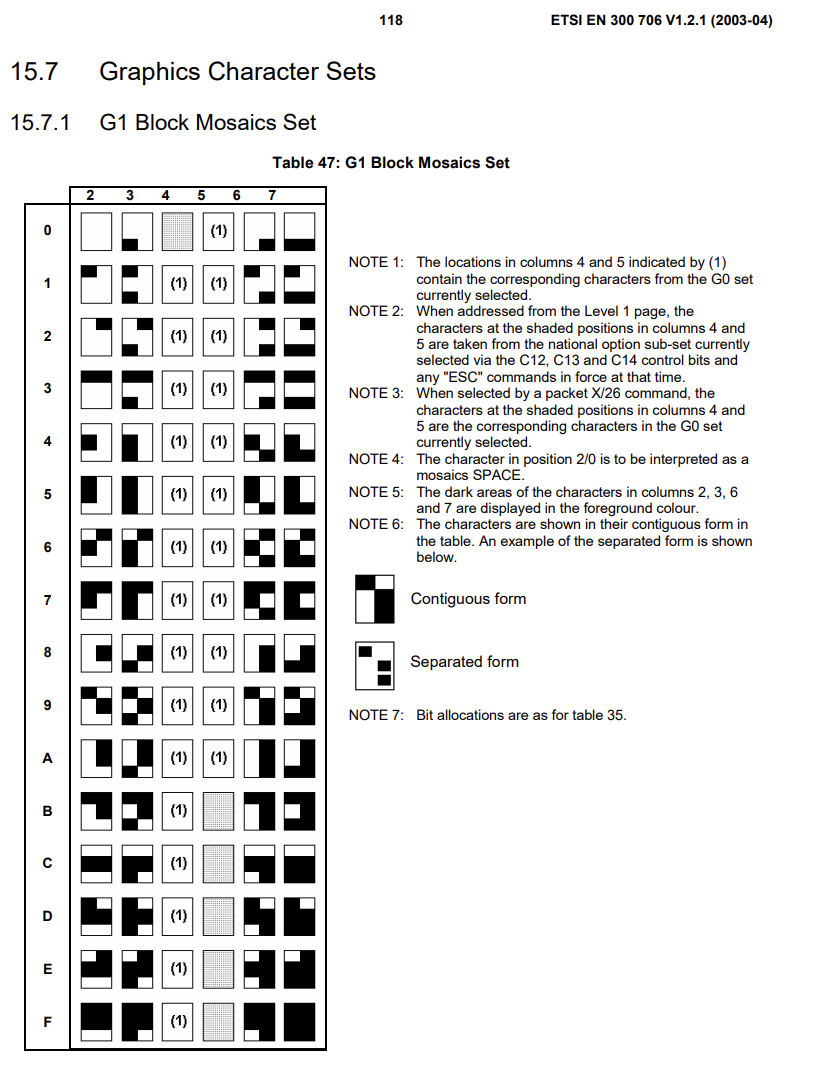 118 ETSI EN 300 706 V1.2.1 (2003-04)
15.7 Graphics Character Sets
15.7.1 G1 Block Mosaics Set
Table 47: G1 Block Mosaics Set
2 3 4 5 6 7
0 (1)
1 (1) (1)
2 (1) (1)
3 (1) (1)
4 (1) (1)
5 (1) (1)
6 (1) (1)
7 (1) (1)
8 (1) (1)
9 (1) (1)
A (1) (1)
B (1)
C (1)
D (1)
E (1)
F (1)
NOTE 1: The locations in columns 4 and 5 indicated by (1)
contain the corresponding characters from the G0 set
currently selected.
NOTE 2: When addressed from the Level 1 page, the
characters at the shaded positions in columns 4 and
5 are taken from the national option sub-set currently
selected via the C12, C13 and C14 control bits and
any "ESC" commands in force at that time.
NOTE 3: When selected by a packet X/26 command, the
characters at the shaded positions in columns 4 and
5 are the corresponding characters in the G0 set
currently selected.
NOTE 4: The character in position 2/0 is to be interpreted as a
mosaics SPACE.
NOTE 5: The dark areas of the characters in columns 2, 3, 6
and 7 are displayed in the foreground colour.
NOTE 6: The characters are shown in their contiguous form in
the table. An example of the separated form is shown
below.
Contiguous form
Separated form
NOTE 7: Bit allocations are as for table 35.